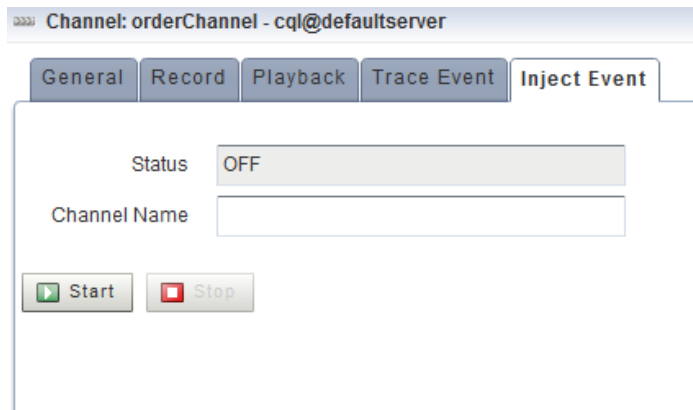 Channel: orderChannel - cql@defaultserver
General Record Playback Trace Event Inject Event
Status OFF
Channel Name
Start Stop